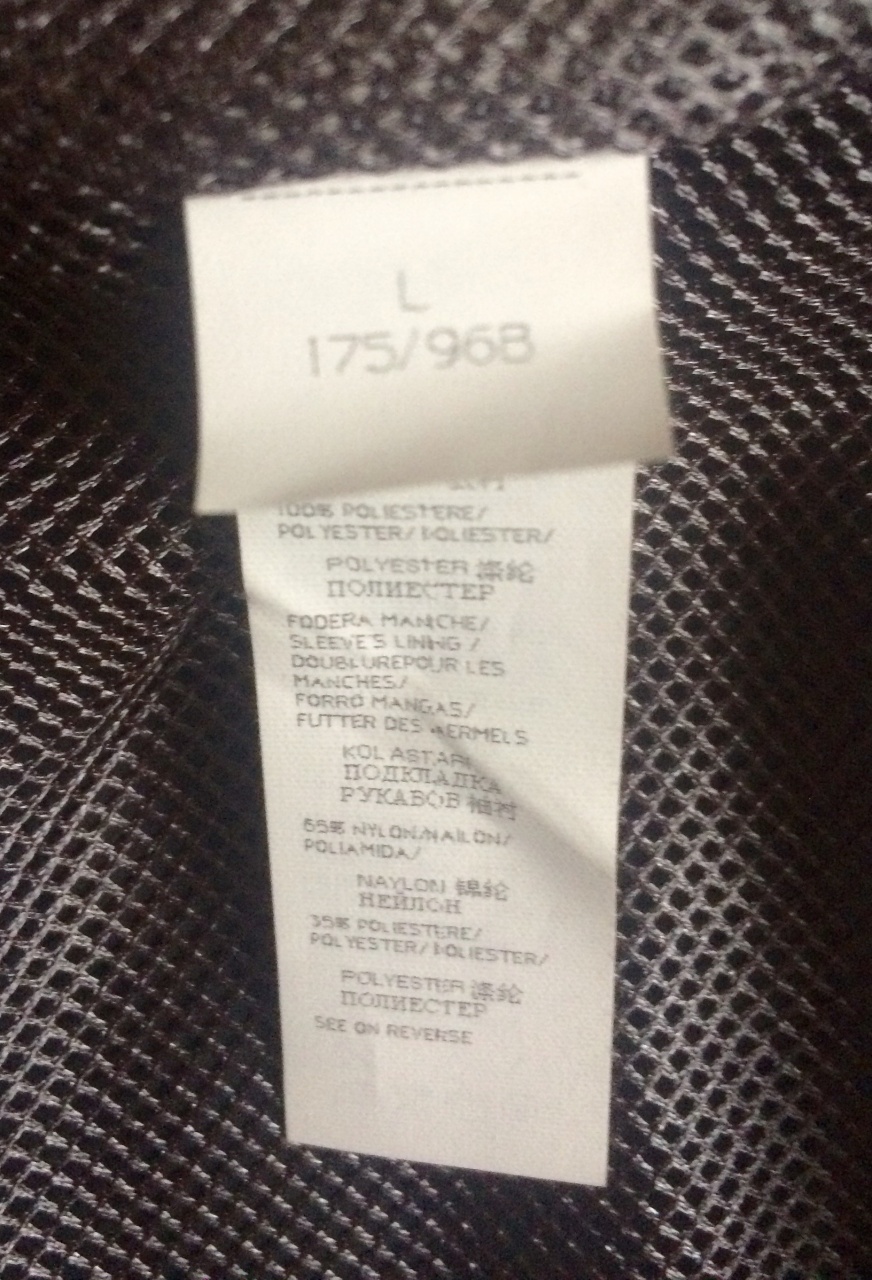 L
175/96B
100% POLIESTERE/
POLYESTER/POLIESTER/
POLYESTER 涤纶
ПОЛИЕСТЕР
FODERA MANCHE/
SLEEVE'S LINING /
DOUBLUREPOUR LES
MANCHES/
FORRO MANGAS/
FUTTER DES AERMELS
KOL ASTARI
ПОДКЛАДКА
РУКАВОВ 袖衬
65% NYLON/NAILON/
POLIAMIDA/
NAYLON 锦纶
НЕЙЛОН
35% POLIESTERE/
POLYESTER/POLIESTER/
POLYESTER 涤纶
ПОЛИЕСТЕР
SEE ON REVERSE